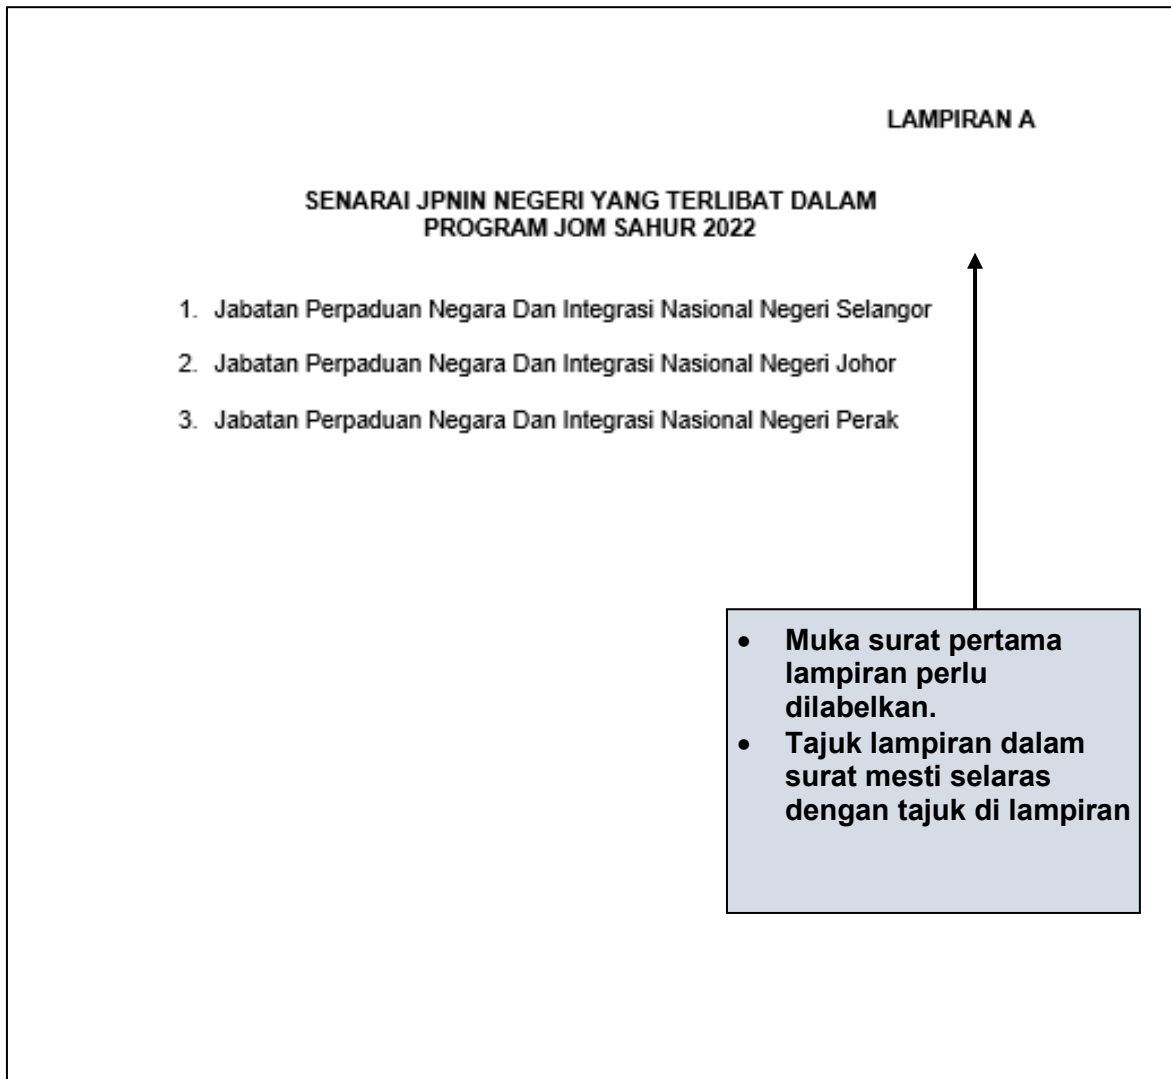 LAMPIRAN A
SENARAI JPNIN NEGERI YANG TERLIBAT DALAM
PROGRAM JOM SAHUR 2022
1. Jabatan Perpaduan Negara Dan Integrasi Nasional Negeri Selangor
2. Jabatan Perpaduan Negara Dan Integrasi Nasional Negeri Johor
3. Jabatan Perpaduan Negara Dan Integrasi Nasional Negeri Perak
• Muka surat pertama
lampiran perlu
dilabelkan.
• Tajuk lampiran dalam
surat mesti selaras
dengan tajuk di lampiran